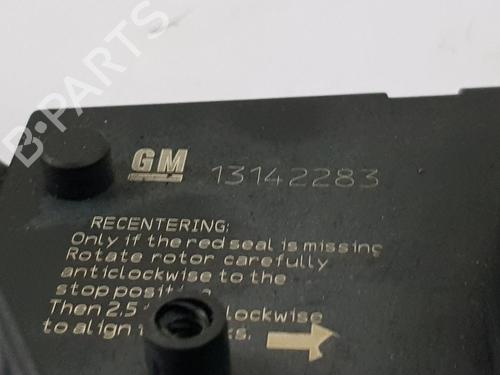 B-PARTS
GM 13142283
RECENTERING:
Only if the red seal is missing
Rotate rotor carefully
anticlockwise to the
stop
Then 2.5 clockwise
to align